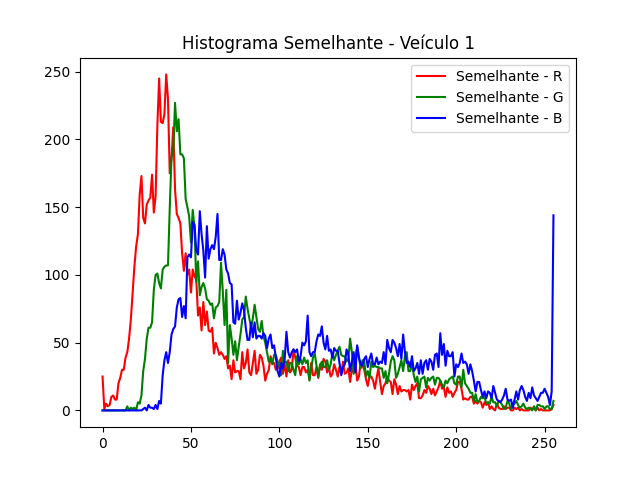 Histograma Semelhante - Veículo 1
Semelhante - R
Semelhante - G
Semelhante - B
250
200
150
100
50
0
0 50 100 150 200 250